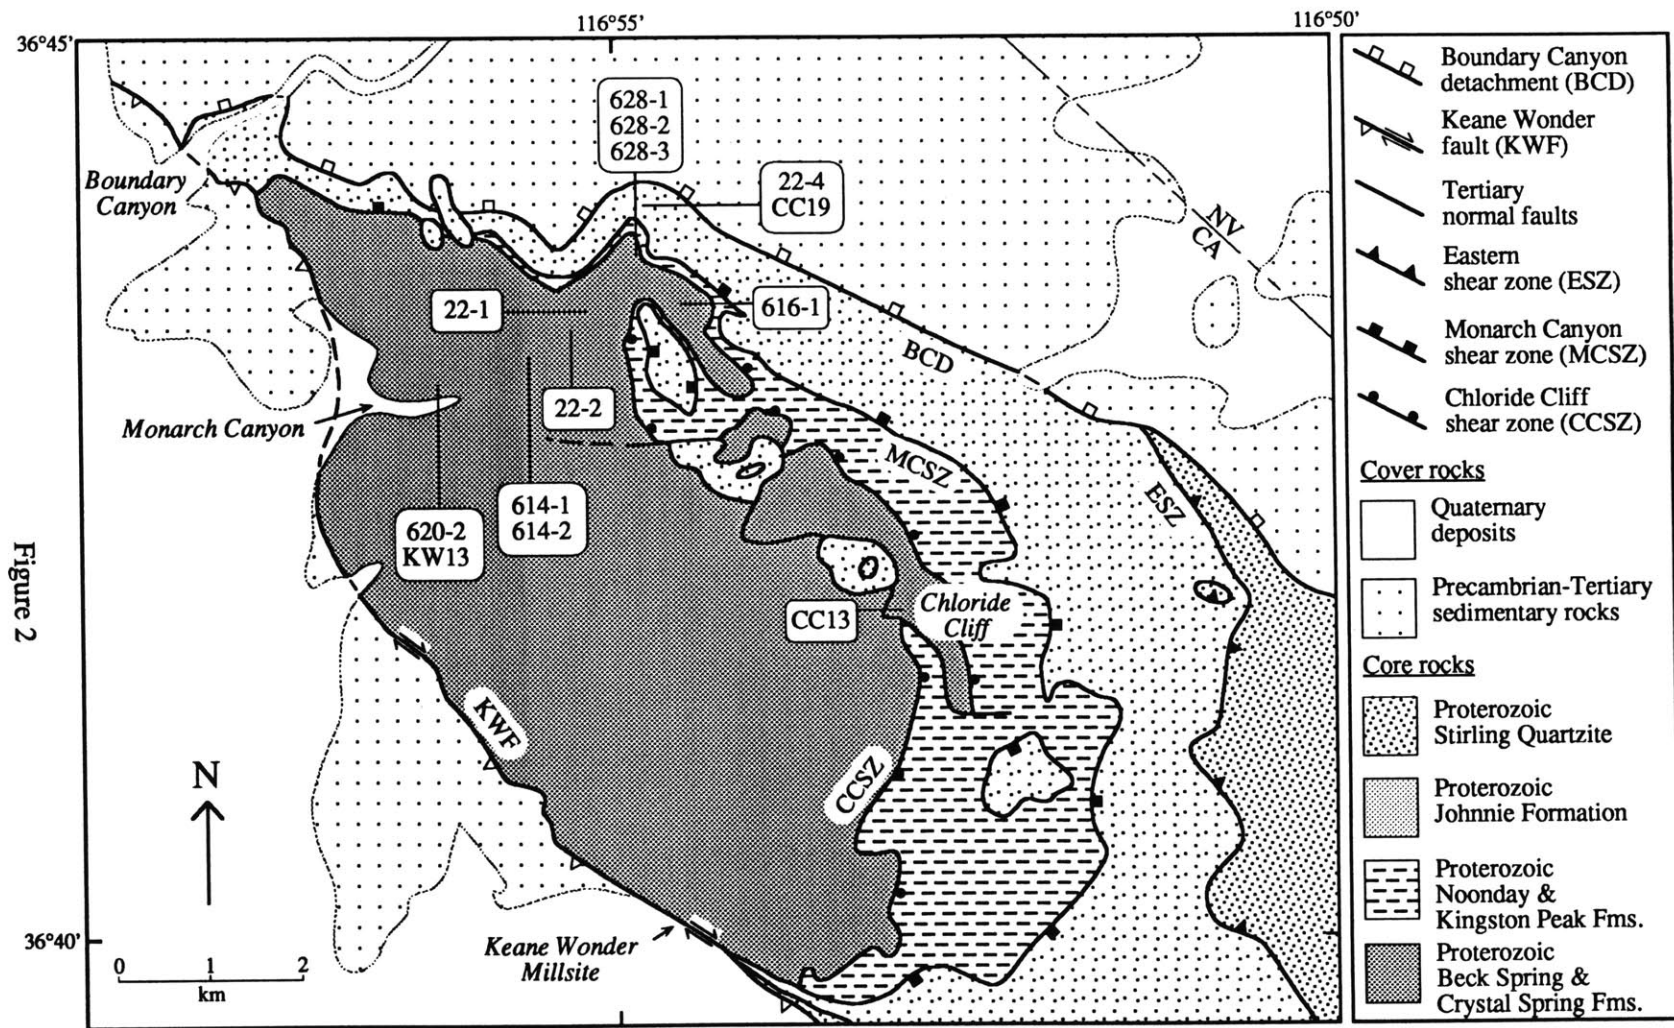 116°55'
116°50'
36°45'
628-1
628-2
628-3
22-4
CC19
Boundary
Canyon
NV
CA
22-1
616-1
BCD
22-2
Monarch Canyon
MCSZ
ESZ
614-1
614-2
620-2
KW13
CC13
Chloride
Cliff
KWF
CCSZ
N
36°40'
Keane Wonder
Millsite
0 1 2
km
Figure 2
Boundary Canyon
detachment (BCD)
Keane Wonder
fault (KWF)
Tertiary
normal faults
Eastern
shear zone (ESZ)
Monarch Canyon
shear zone (MCSZ)
Chloride Cliff
shear zone (CCSZ)
Cover rocks
Quaternary
deposits
Precambrian-Tertiary
sedimentary rocks
Core rocks
Proterozoic
Stirling Quartzite
Proterozoic
Johnnie Formation
Proterozoic
Noonday &
Kingston Peak Fms.
Proterozoic
Beck Spring &
Crystal Spring Fms.